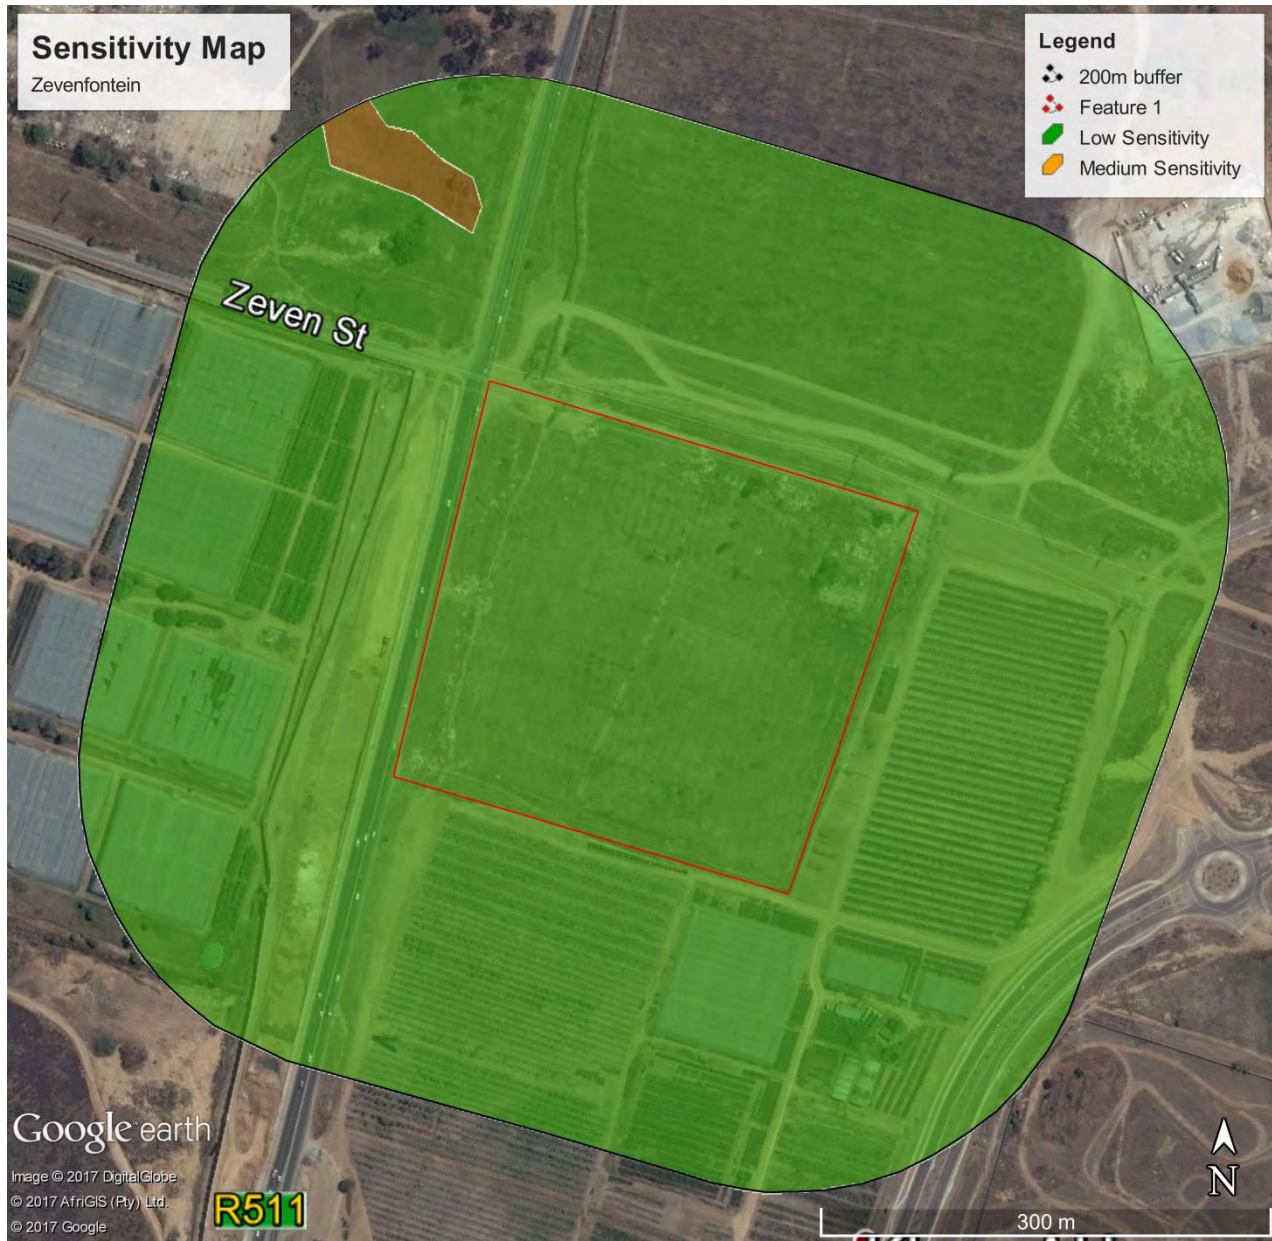 Sensitivity Map
Zevenfontein
Legend
200m buffer
Feature 1
Low Sensitivity
Medium Sensitivity
Zeven St
Google earth
Image © 2017 DigitalGlobe
© 2017 AfriGIS (Pty) Ltd.
© 2017 Google
R511
N
300 m